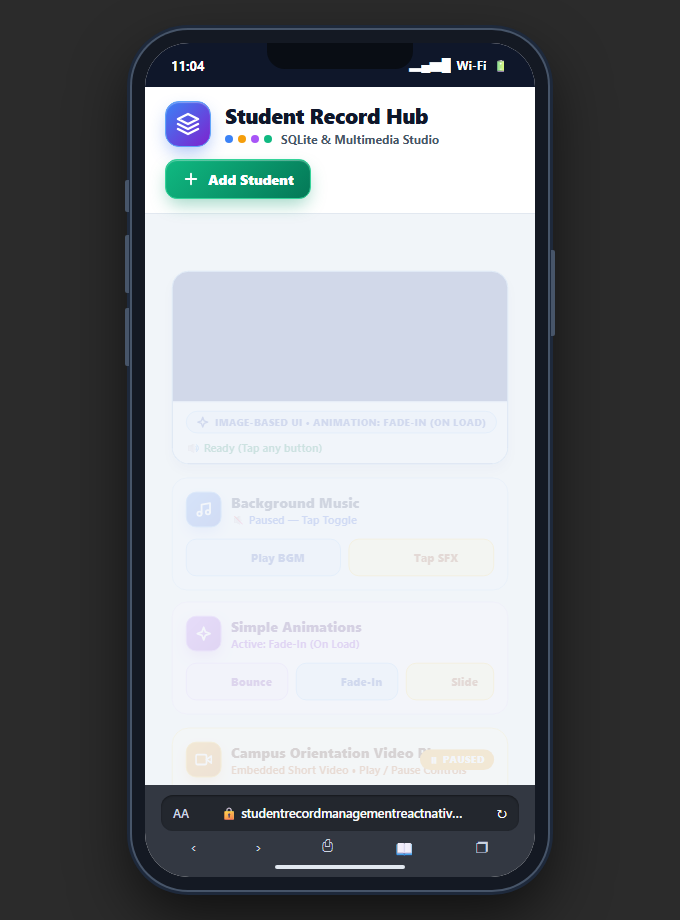 11:04
Wi-Fi
Student Record Hub
SQLite & Multimedia Studio
+ Add Student
IMAGE-BASED UI • ANIMATION: FADE-IN (ON LOAD)
Ready (Tap any button)
Background Music
Paused — Tap Toggle
Play BGM
Tap SFX
Simple Animations
Active: Fade-In (On Load)
Bounce
Fade-In
Slide
Campus Orientation Video
PAUSED
Embedded Short Video • Play / Pause Controls
AA
studentrecordmanagementreactnativ...